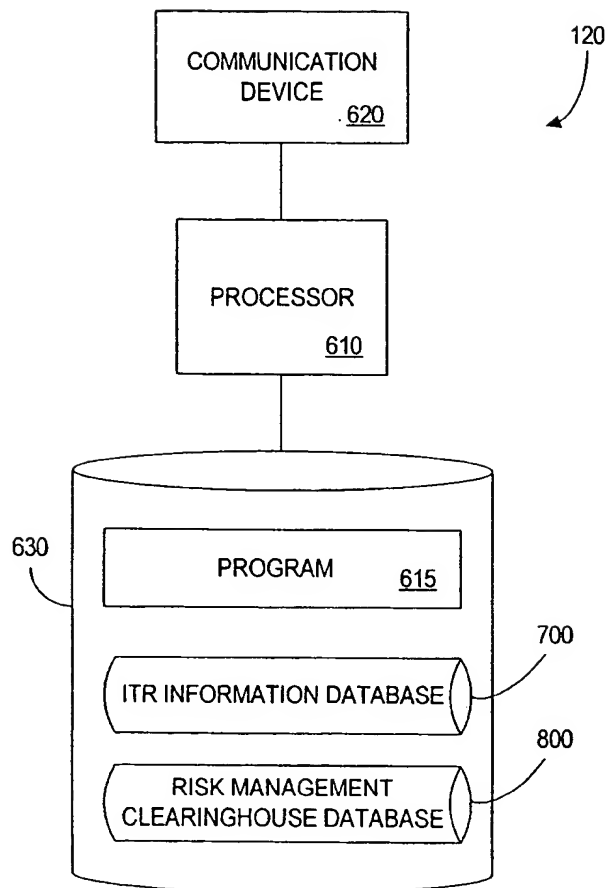 120
COMMUNICATION
DEVICE
620
PROCESSOR
610
630
PROGRAM
615
700
ITR INFORMATION DATABASE
800
RISK MANAGEMENT
CLEARINGHOUSE DATABASE